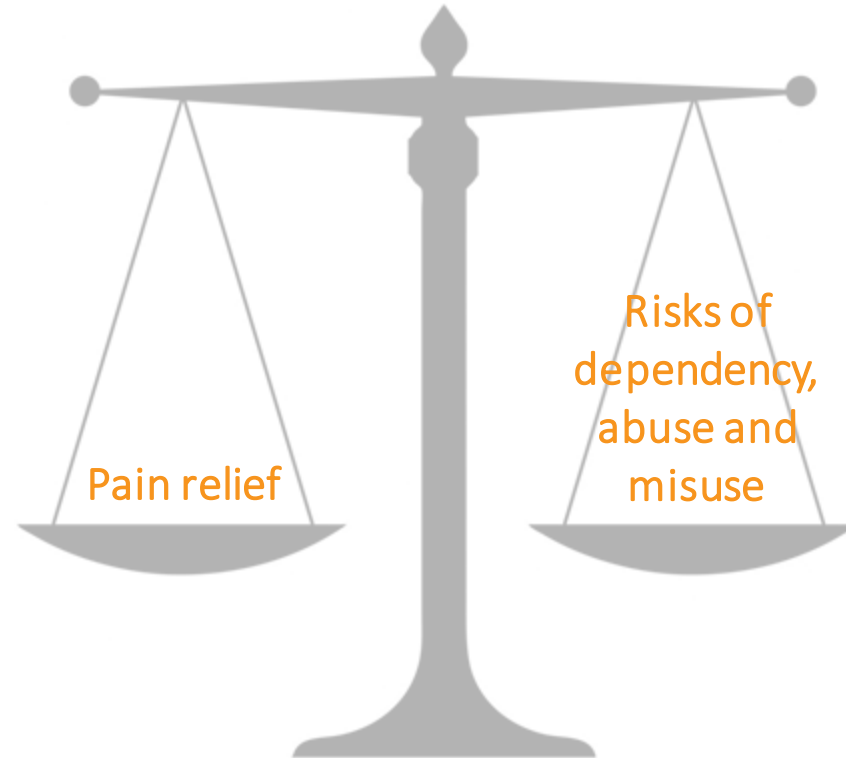 Pain relief
Risks of
dependency,
abuse and
misuse